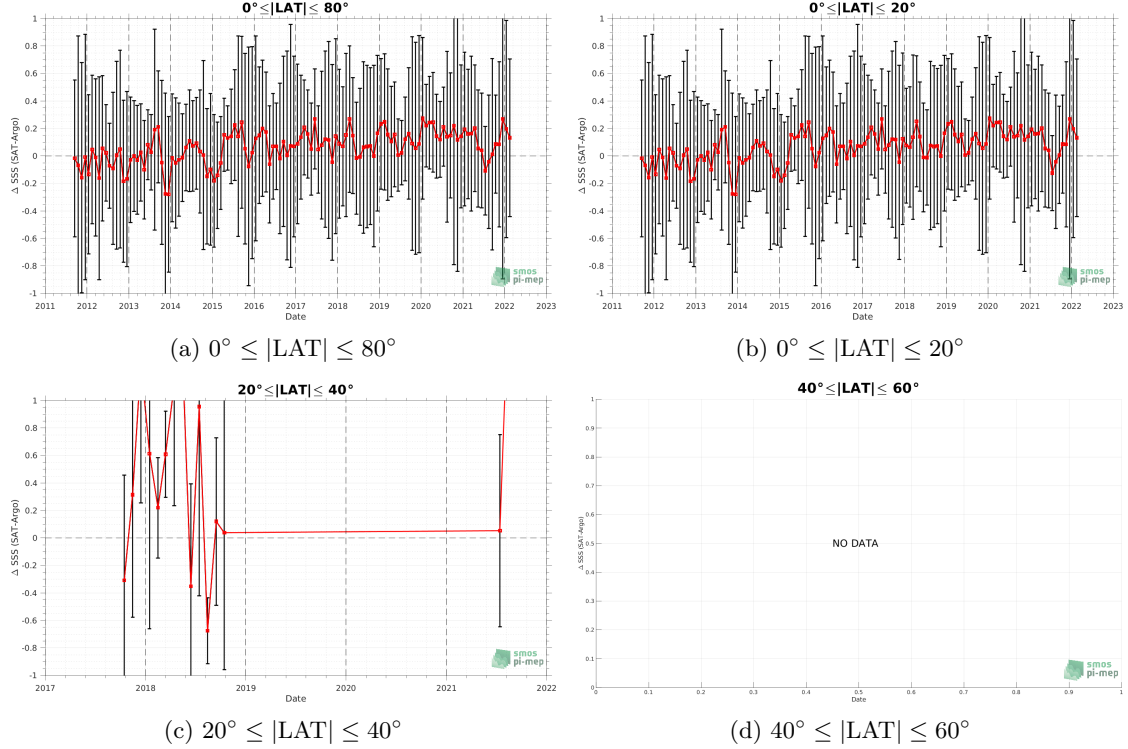 0°≤|LAT|≤ 80°
Δ SSS (SAT-Argo)
1
0.8
0.6
0.4
0.2
0
-0.2
-0.4
-0.6
-0.8
-1
2011 2012 2013 2014 2015 2016 2017 2018 2019 2020 2021 2022 2023
Date
smos
pi-mep
(a) 0° ≤ |LAT| ≤ 80°
0°≤|LAT|≤ 20°
Δ SSS (SAT-Argo)
1
0.8
0.6
0.4
0.2
0
-0.2
-0.4
-0.6
-0.8
-1
2011 2012 2013 2014 2015 2016 2017 2018 2019 2020 2021 2022 2023
Date
smos
pi-mep
(b) 0° ≤ |LAT| ≤ 20°
20°≤|LAT|≤ 40°
Δ SSS (SAT-Argo)
1
0.8
0.6
0.4
0.2
0
-0.2
-0.4
-0.6
-0.8
-1
2017 2018 2019 2020 2021 2022
Date
smos
pi-mep
(c) 20° ≤ |LAT| ≤ 40°
40°≤|LAT|≤ 60°
Δ SSS (SAT-Argo)
1
0.9
0.8
0.7
0.6
0.5
0.4
0.3
0.2
0.1
0
NO DATA
0 0.1 0.2 0.3 0.4 0.5 0.6 0.7 0.8 0.9 1
Date
smos
pi-mep
(d) 40° ≤ |LAT| ≤ 60°